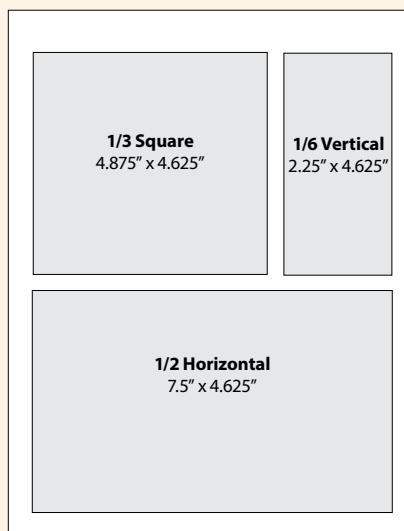 1/3 Square
4.875” x 4.625”
1/6 Vertical
2.25” x 4.625”
1/2 Horizontal
7.5” x 4.625”